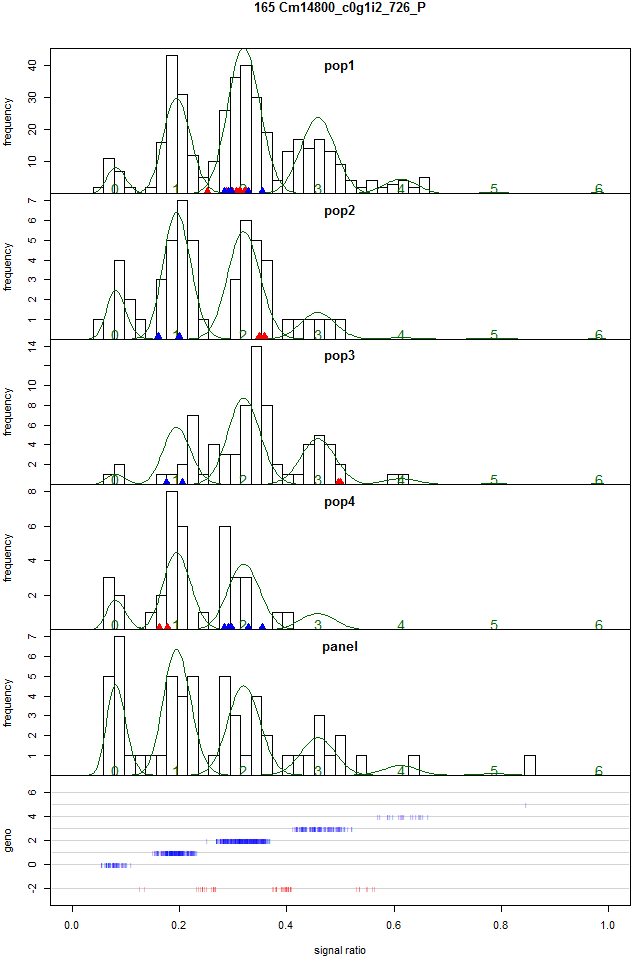 165 Cm14800_c0g1i2_726_P
pop1
frequency
10 20 30 40
0 1 2 3 4 5 6
pop2
frequency
1 2 3 4 5 6 7
0 1 2 3 4 5 6
pop3
frequency
2 4 6 8 10 14
0 1 2 3 4 5 6
pop4
frequency
2 4 6 8
0 1 2 3 4 5 6
panel
frequency
1 2 3 4 5 6 7
0 1 2 3 4 5 6
geno
-2 0 2 4 6
0.0 0.2 0.4 0.6 0.8 1.0
signal ratio